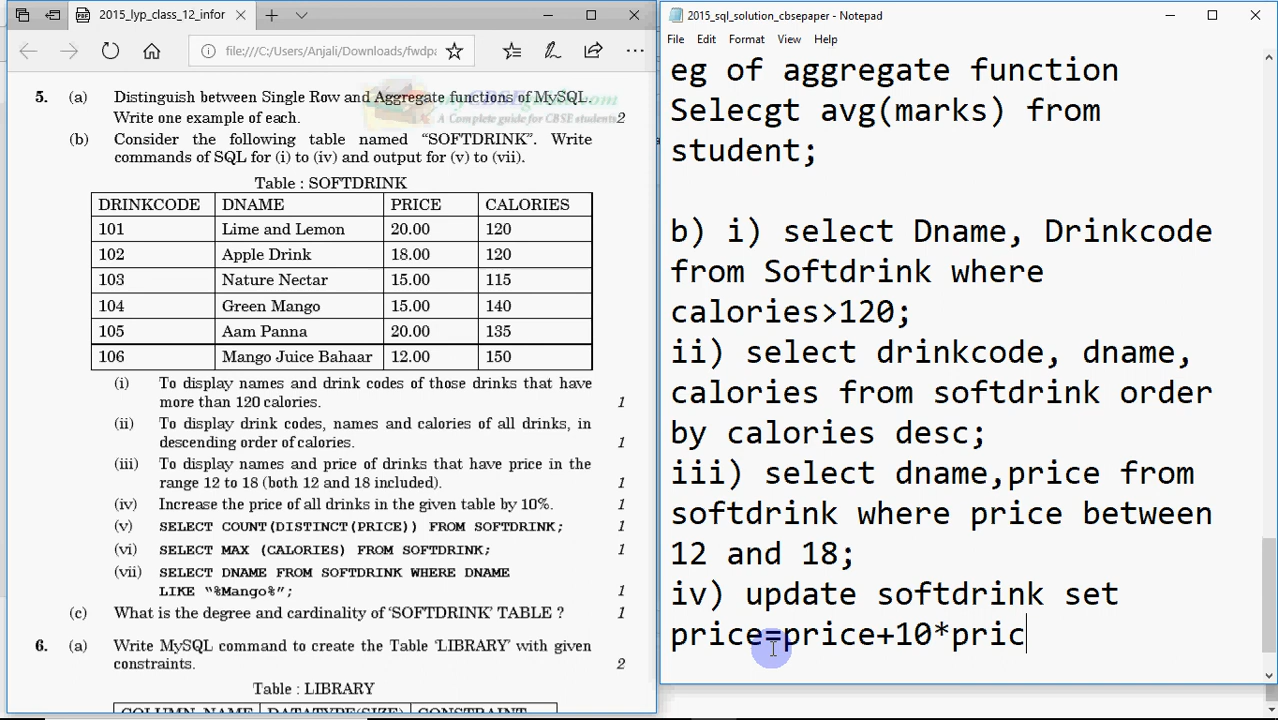 2015_lyp_class_12_infor
file:///C:/Users/Anjali/Downloads/fwdpa
5. (a) Distinguish between Single Row and Aggregate functions of MySQL.
Write one example of each. 2
(b) Consider the following table named “SOFTDRINK”. Write
commands of SQL for (i) to (iv) and output for (v) to (vii).
Table : SOFTDRINK
DRINKCODE DNAME PRICE CALORIES
101 Lime and Lemon 20.00 120
102 Apple Drink 18.00 120
103 Nature Nectar 15.00 115
104 Green Mango 15.00 140
105 Aam Panna 20.00 135
106 Mango Juice Bahaar 12.00 150
(i) To display names and drink codes of those drinks that have
more than 120 calories. 1
(ii) To display drink codes, names and calories of all drinks, in
descending order of calories. 1
(iii) To display names and price of drinks that have price in the
range 12 to 18 (both 12 and 18 included). 1
(iv) Increase the price of all drinks in the given table by 10%. 1
(v) SELECT COUNT(DISTINCT(PRICE)) FROM SOFTDRINK; 1
(vi) SELECT MAX (CALORIES) FROM SOFTDRINK; 1
(vii) SELECT DNAME FROM SOFTDRINK WHERE DNAME
LIKE “%Mango%”; 1
(c) What is the degree and cardinality of ‘SOFTDRINK’ TABLE ? 1
6. (a) Write MySQL command to create the Table ‘LIBRARY’ with given
constraints. 2
Table : LIBRARY
COLUMN_NAME DATATYPE(SIZE) CONSTRAINT
A Complete guide for CBSE students
2015_sql_solution_cbsepaper - Notepad
File Edit Format View Help
eg of aggregate function
Selecgt avg(marks) from
student;
b) i) select Dname, Drinkcode
from Softdrink where
calories>120;
ii) select drinkcode, dname,
calories from softdrink order
by calories desc;
iii) select dname,price from
softdrink where price between
12 and 18;
iv) update softdrink set
price=price+10*pric